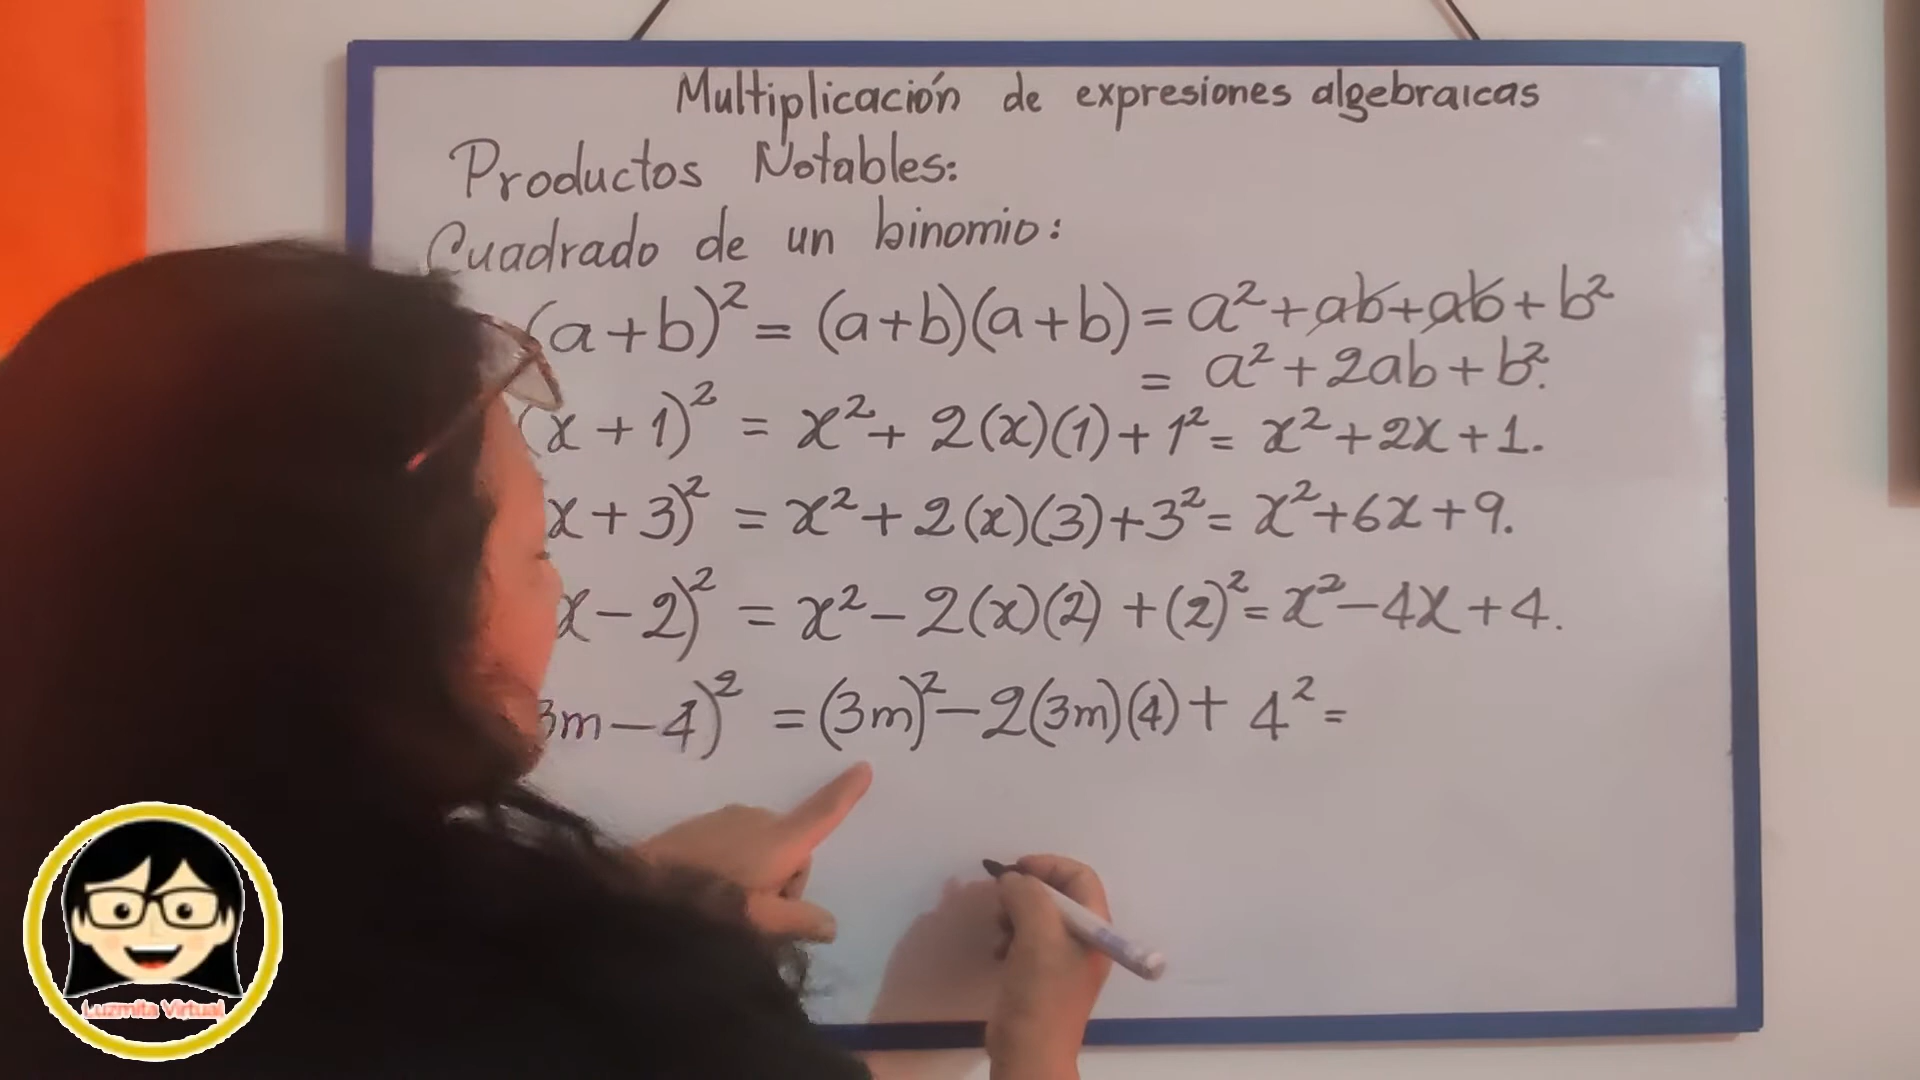 Multiplicación de expresiones algebraicas
Productos Notables:
Cuadrado de un binomio:
(a+b)² = (a+b)(a+b) = a²+ab+ab+b²
= a²+2ab+b².
(x+1)² = x²+ 2(x)(1)+1² = x²+2x+1.
x+3)² = x²+2(x)(3)+3² = x²+6x+9.
x-2)² = x²-2(x)(2)+(2)² = x²-4x+4.
3m-4)² = (3m)²-2(3m)(4)+ 4² =
Luzmita Virtual